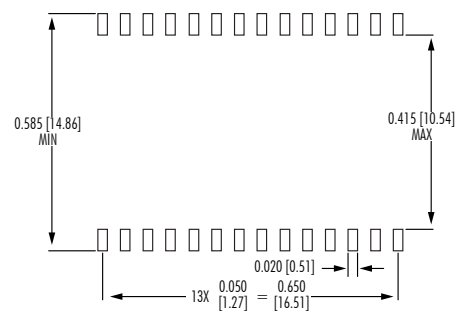 0.585 [14.86]
MIN
0.415 [10.54]
MAX
0.020 [0.51]
13X 0.050 [1.27] = 0.650 [16.51]